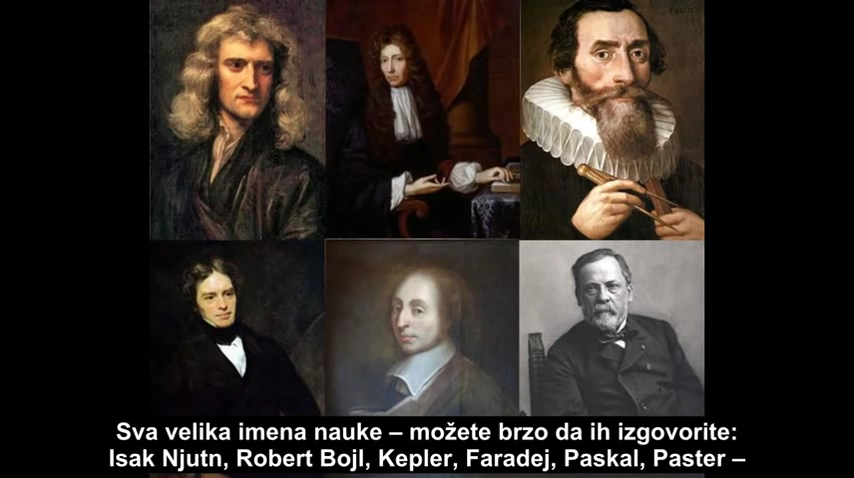 Sva velika imena nauke – možete brzo da ih izgovorite:
Isak Njutn, Robert Bojl, Kepler, Faradej, Paskal, Paster –